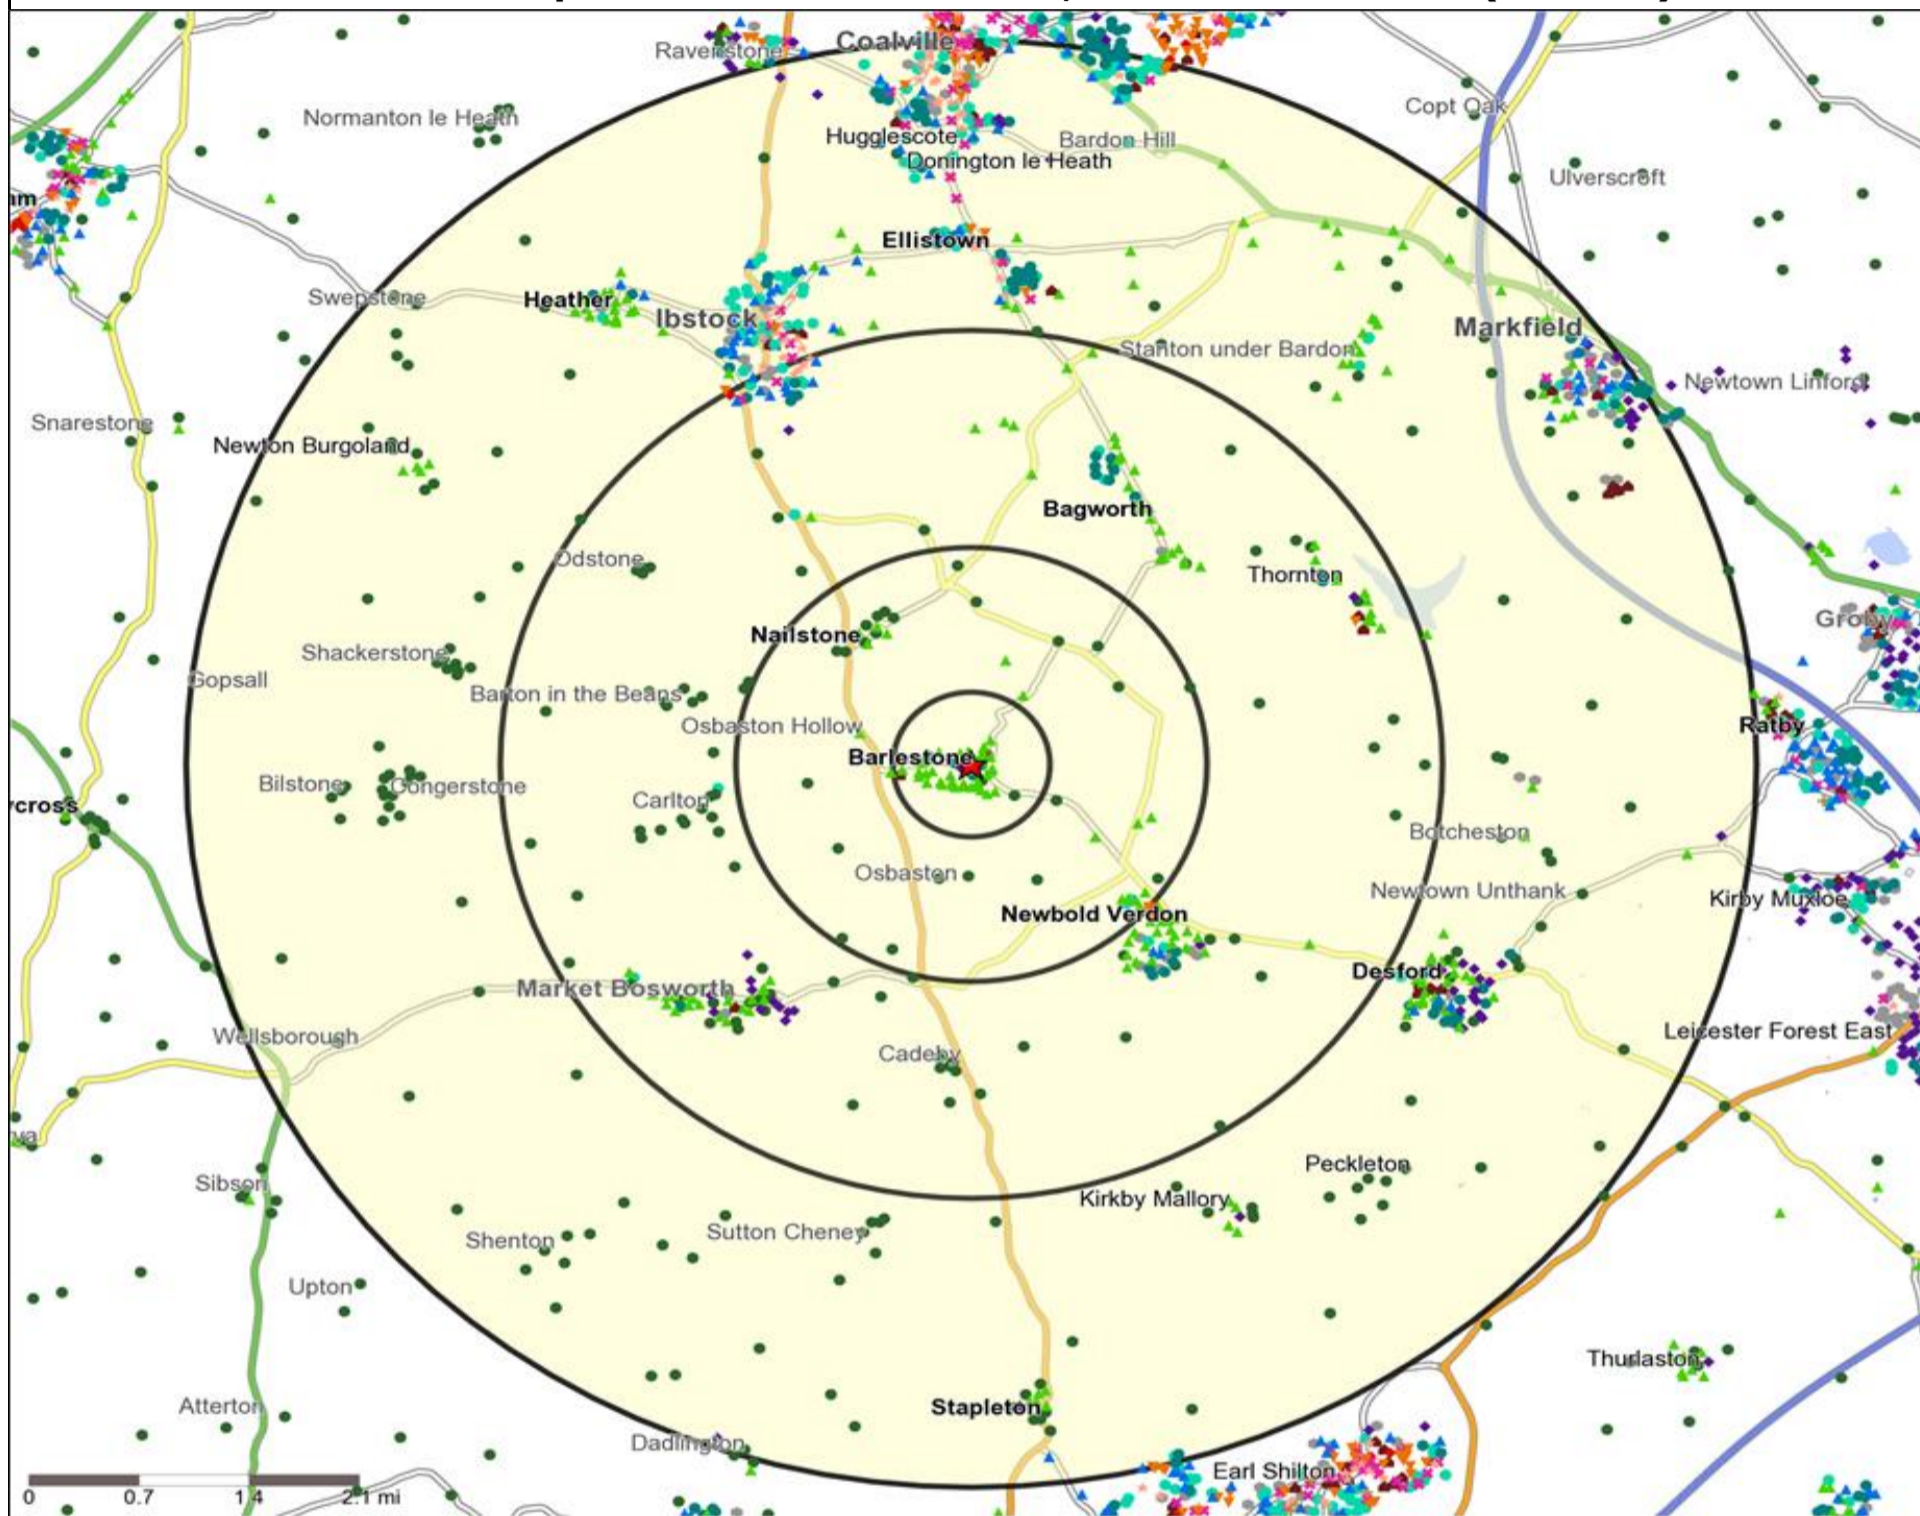 Ravenstone
Coalville
Copt Oak
Normanton le Heath
Hugglescote
Bardon Hill
Donington le Heath
Ulverscroft
am
Ellistown
Swepstone
Heather
Ibstock
Markfield
Stanton under Bardon
Newtown Linford
Snarestone
Newton Burgoland
Bagworth
Odstone
Thornton
Groby
Nailstone
Shackerstone
Gopsall
Barton in the Beans
Osbaston Hollow
Ratby
Barlestone
Bilstone
Congerstone
Carlton
ycross
Botcheston
Osbaston
Newtown Unthank
Kirby Muxloe
Newbold Verdon
Desford
Market Bosworth
Wellsborough
Leicester Forest East
Cadeby
Peckleton
Sibson
Kirkby Mallory
Sutton Cheney
Shenton
Upton
Thurlaston
Atterton
Stapleton
Dadlington
Earl Shilton
0 0.7 1.4 2.1 mi